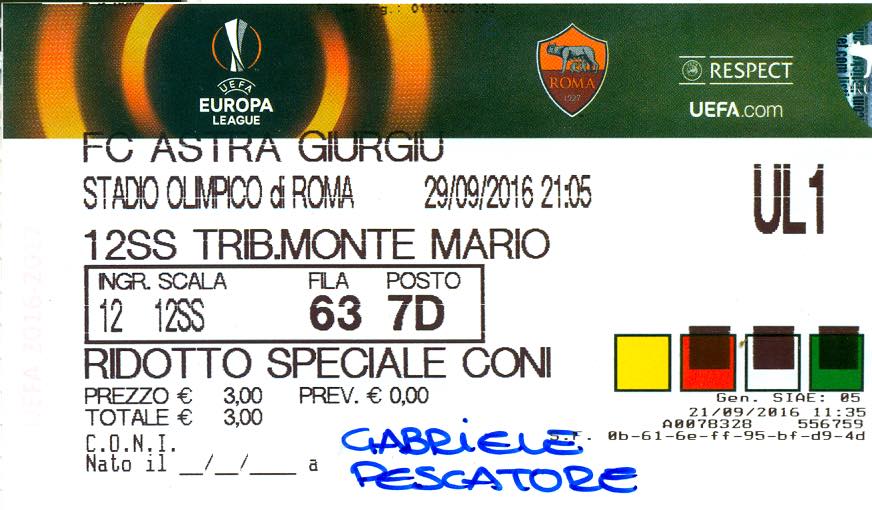 UEFA
EUROPA
LEAGUE
ROMA
1927
RESPECT
UEFA.com
FC ASTRA GIURGIU
STADIO OLIMPICO di ROMA 29/09/2016 21:05
UL1
12SS TRIB.MONTE MARIO
INGR. SCALA FILA POSTO
12 12SS 63 7D
RIDOTTO SPECIALE CONI
PREZZO € 3,00 PREV. € 0,00
TOTALE € 3,00
Gen. SIAE: 05
21/09/2016 11:35
A0078328 556759
S.F. 0b-61-6e-ff-95-bf-d9-4d
C.O.N.I.
Nato il __/__/____ a
GABRIELE
PESCATORE